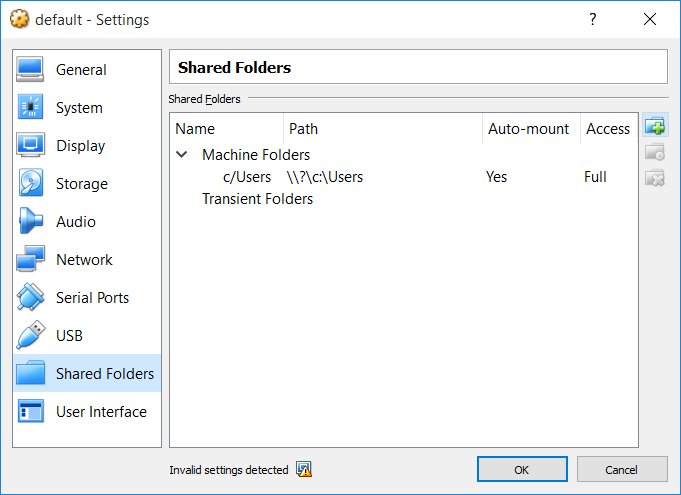 default - Settings
?
General
System
Display
Storage
Audio
Network
Serial Ports
USB
Shared Folders
User Interface
Shared Folders
Shared Folders
Name Path Auto-mount Access
Machine Folders
c/Users \\?\c:\Users Yes Full
Transient Folders
Invalid settings detected
OK
Cancel